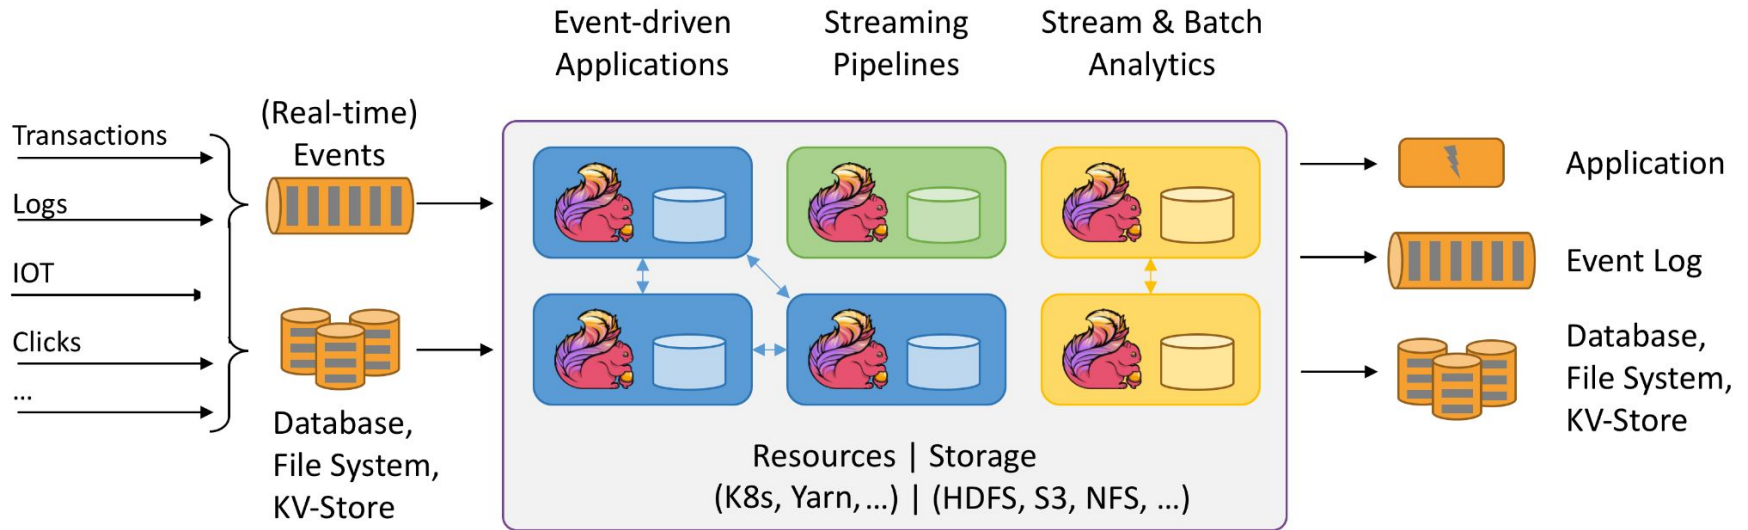 Event-driven
Applications
Streaming
Pipelines
Stream & Batch
Analytics
Transactions
Logs
IOT
Clicks
...
(Real-time)
Events
Database,
File System,
KV-Store
Resources | Storage
(K8s, Yarn, ...) | (HDFS, S3, NFS, ...)
Application
Event Log
Database,
File System,
KV-Store